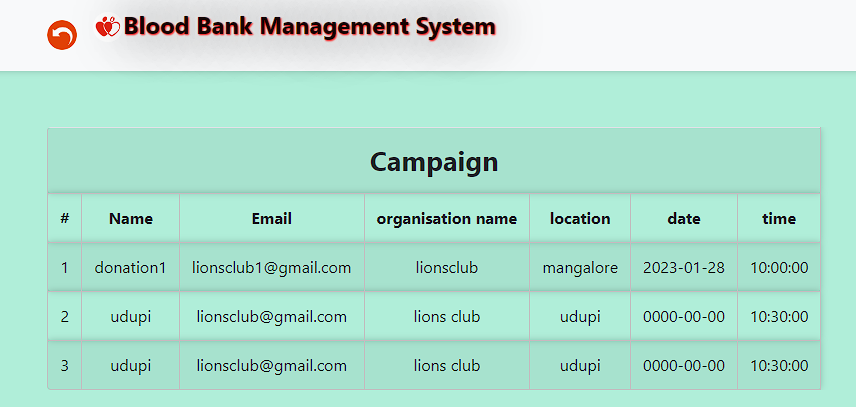 Blood Bank Management System
Campaign
# Name Email organisation name location date time
1 donation1 lionsclub1@gmail.com lionsclub mangalore 2023-01-28 10:00:00
2 udupi lionsclub@gmail.com lions club udupi 0000-00-00 10:30:00
3 udupi lionsclub@gmail.com lions club udupi 0000-00-00 10:30:00